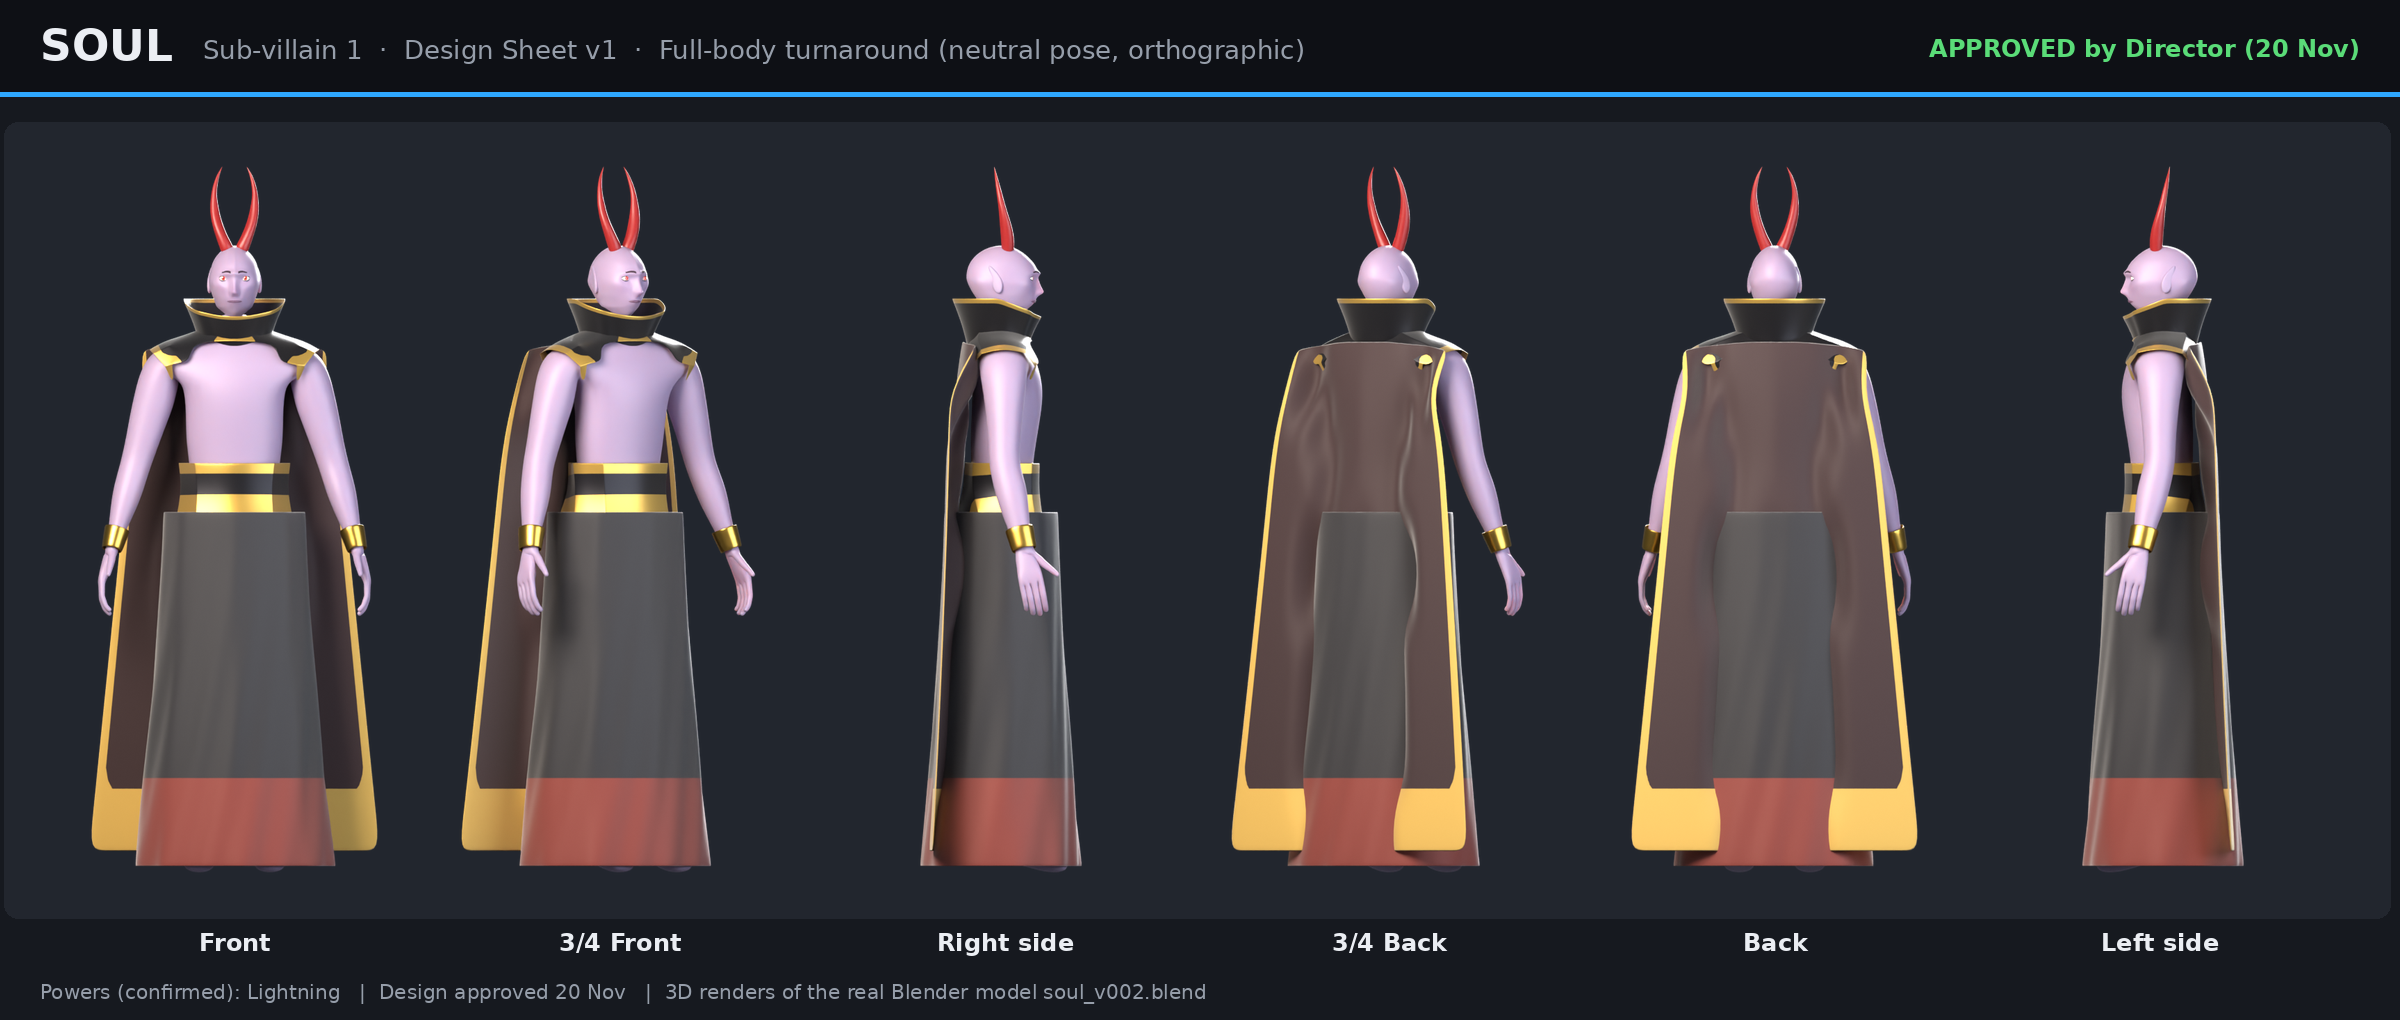 SOUL Sub-villain 1 · Design Sheet v1 · Full-body turnaround (neutral pose, orthographic) APPROVED by Director (20 Nov)
Front 3/4 Front Right side 3/4 Back Back Left side
Powers (confirmed): Lightning | Design approved 20 Nov | 3D renders of the real Blender model soul_v002.blend